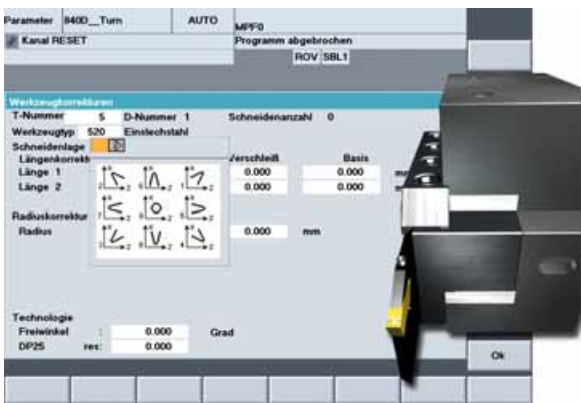 Parameter 840D__Turn AUTO MPF0
Kanal RESET Programm abgebrochen
ROV SBL1
Werkzeugkorrekturen
T-Nummer 5 D-Nummer 1 Schneidenanzahl 0
Werkzeugtyp 520 Einstechstahl
Schneidenlage
Längenkorrektur Verschleiß Basis
Länge 1 0.000 0.000
Länge 2 0.000 0.000
Radiuskorrektur
Radius 0.000 mm
Technologie
Freiwinkel : 0.000 Grad
DP25 res: 0.000
Ok